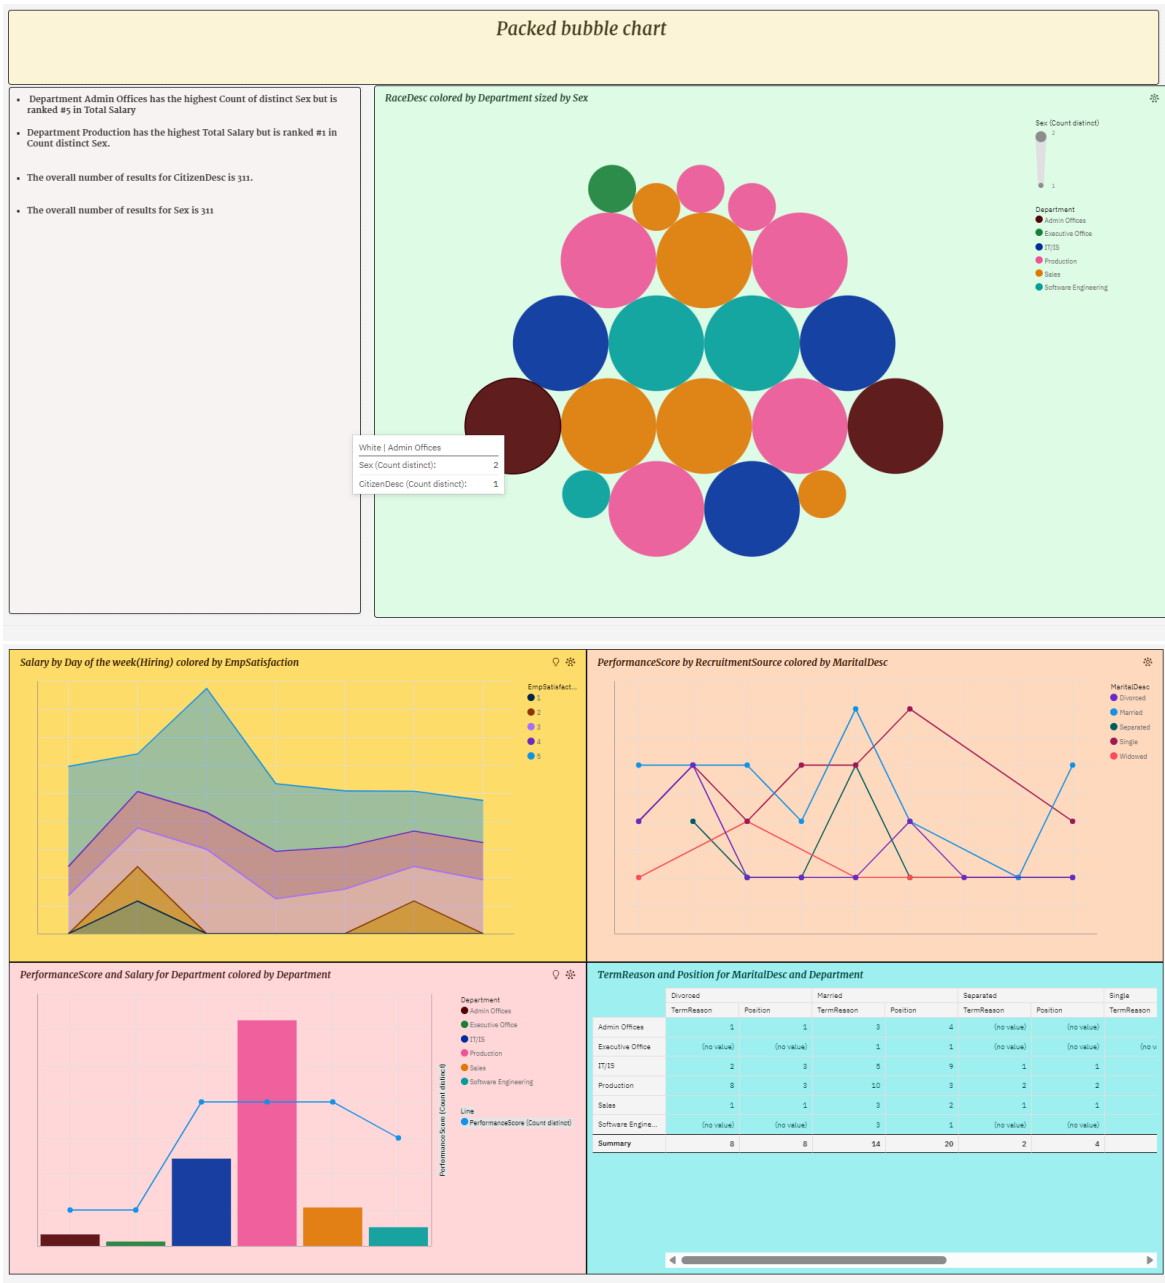 Packed bubble chart
• Department Admin Offices has the highest Count of distinct Sex but is
ranked #5 in Total Salary
• Department Production has the highest Total Salary but is ranked #1 in
Count distinct Sex.
• The overall number of results for CitizenDesc is 311.
• The overall number of results for Sex is 311
RaceDesc colored by Department sized by Sex
Sex (Count distinct)
2
1
Department
Admin Offices
Executive Office
IT/IS
Production
Sales
Software Engineering
White | Admin Offices
Sex (Count distinct): 2
CitizenDesc (Count distinct): 1
Salary by Day of the week(Hiring) colored by EmpSatisfaction
EmpSatisfact...
1
2
3
4
5
PerformanceScore by RecruitmentSource colored by MaritalDesc
MaritalDesc
Divorced
Married
Separated
Single
Widowed
PerformanceScore and Salary for Department colored by Department
PerformanceScore (Count distinct)
Department
Admin Offices
Executive Office
IT/IS
Production
Sales
Software Engineering
Line
PerformanceScore (Count distinct)
TermReason and Position for MaritalDesc and Department
Divorced Married Separated Single
TermReason Position TermReason Position TermReason Position TermReason
Admin Offices 1 1 3 4 (no value) (no value)
Executive Office (no value) (no value) 1 1 (no value) (no value) (no v
IT/IS 2 3 5 9 1 1
Production 8 3 10 3 2 2
Sales 1 1 3 2 1 1
Software Engine... (no value) (no value) 3 1 (no value) (no value)
Summary 8 8 14 20 2 4